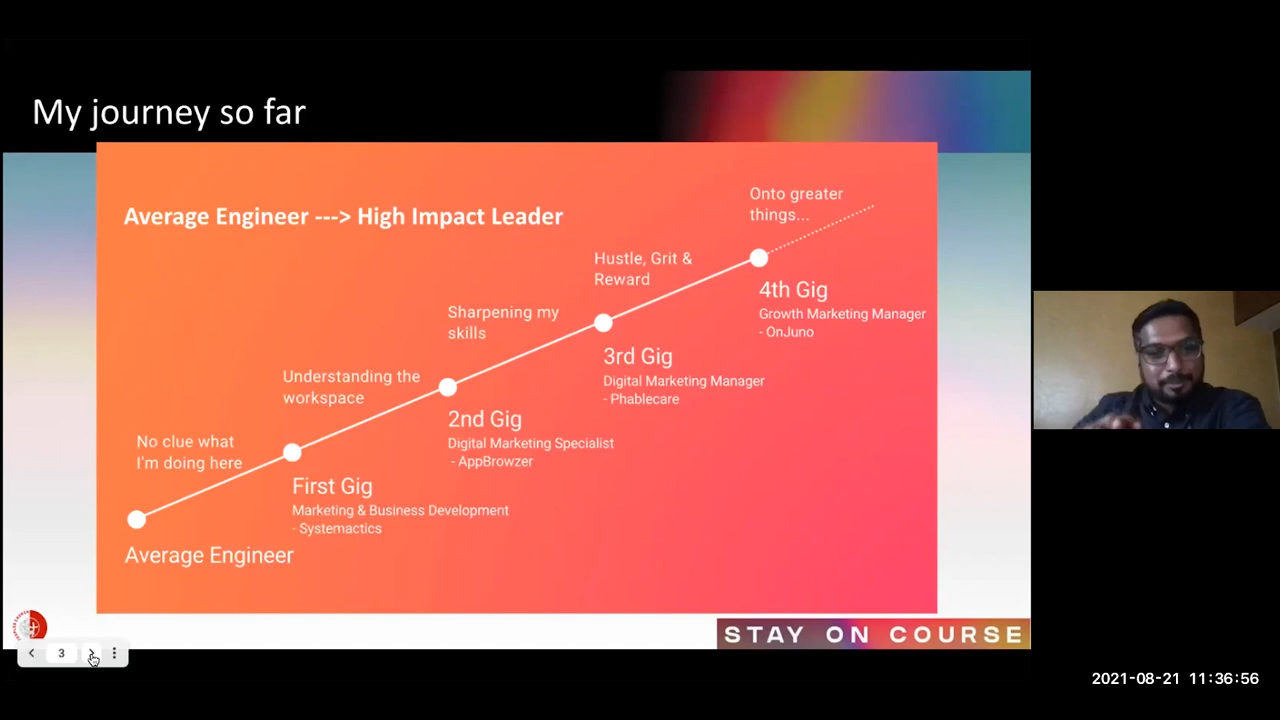 My journey so far
Average Engineer ---> High Impact Leader
Onto greater
things...
Hustle, Grit &
Reward
4th Gig
Growth Marketing Manager
- OnJuno
Sharpening my
skills
3rd Gig
Digital Marketing Manager
- Phablecare
Understanding the
workspace
2nd Gig
Digital Marketing Specialist
- AppBrowzer
No clue what
I'm doing here
First Gig
Marketing & Business Development
- Systemactics
Average Engineer
STAY ON COURSE
3
2021-08-21 11:36:56